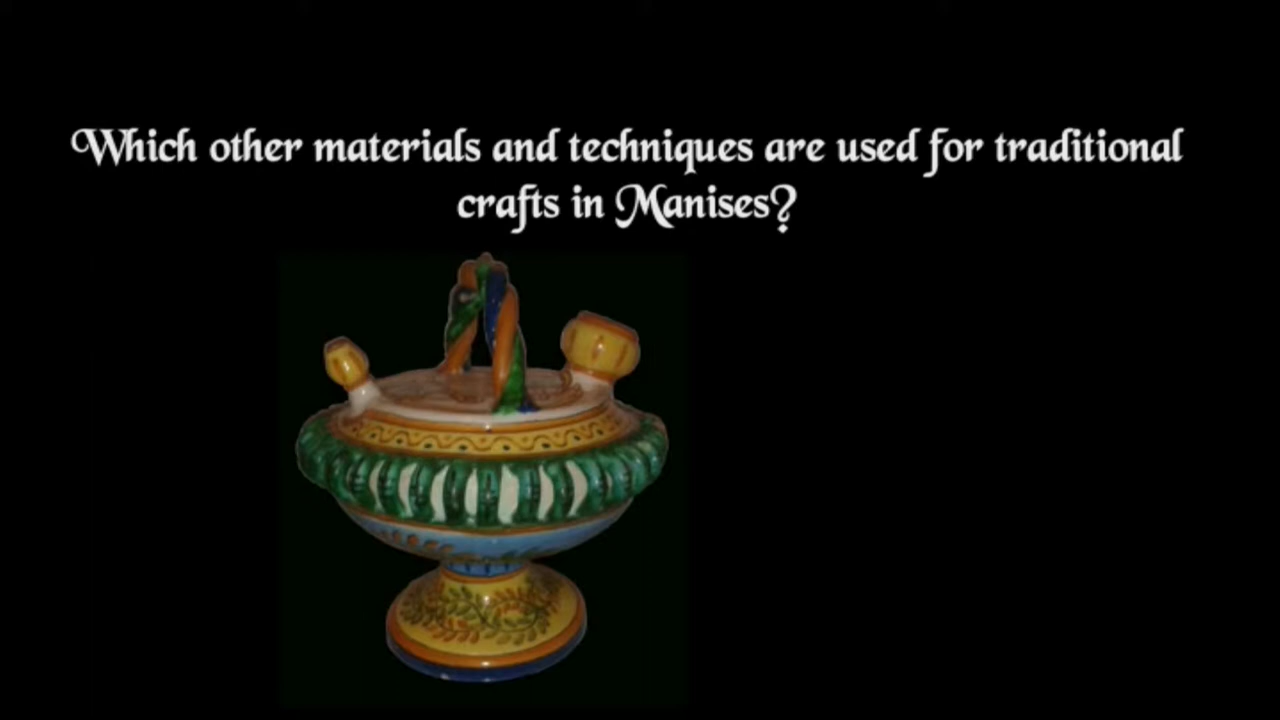 Which other materials and techniques are used for traditional
crafts in Manises?